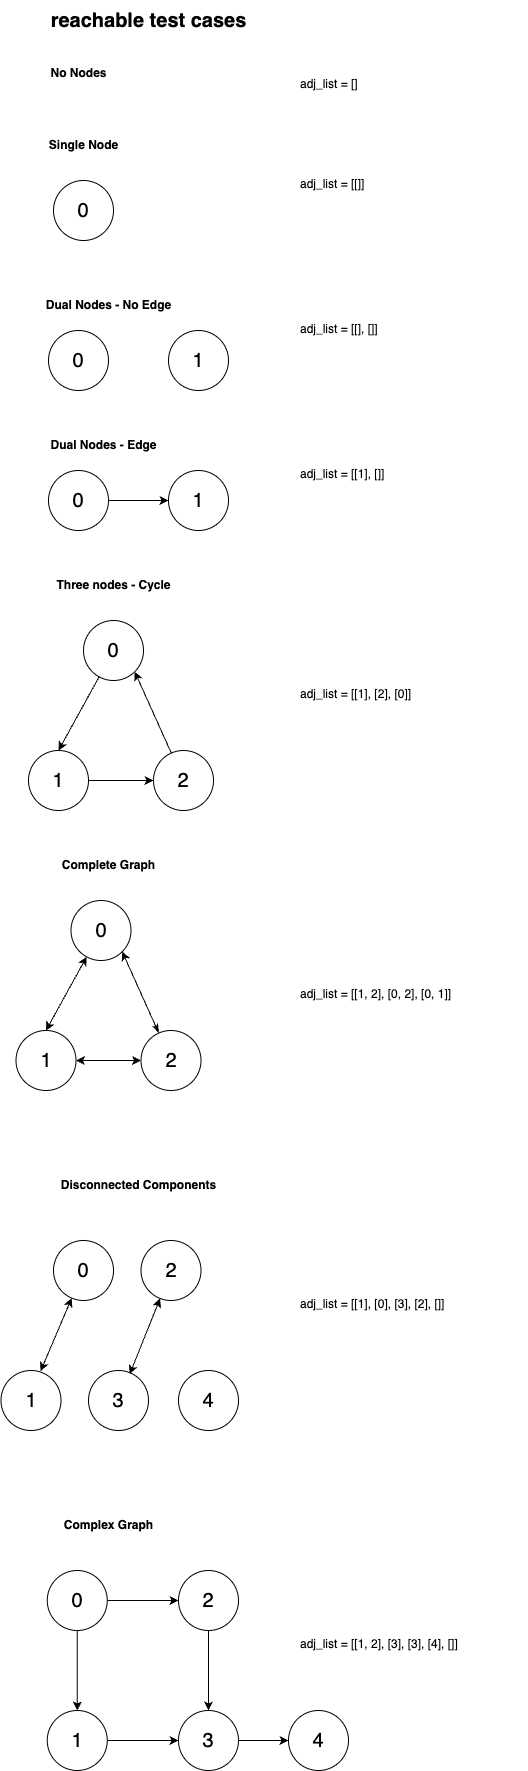 reachable test cases
No Nodes
adj_list = []
Single Node
adj_list = [[]]
0
Dual Nodes - No Edge
adj_list = [[], []]
0 1
Dual Nodes - Edge
adj_list = [[1], []]
0 1
Three nodes - Cycle
0
adj_list = [[1], [2], [0]]
1 2
Complete Graph
0
adj_list = [[1, 2], [0, 2], [0, 1]]
1 2
Disconnected Components
0 2
adj_list = [[1], [0], [3], [2], []]
1 3 4
Complex Graph
0 2
adj_list = [[1, 2], [3], [3], [4], []]
1 3 4